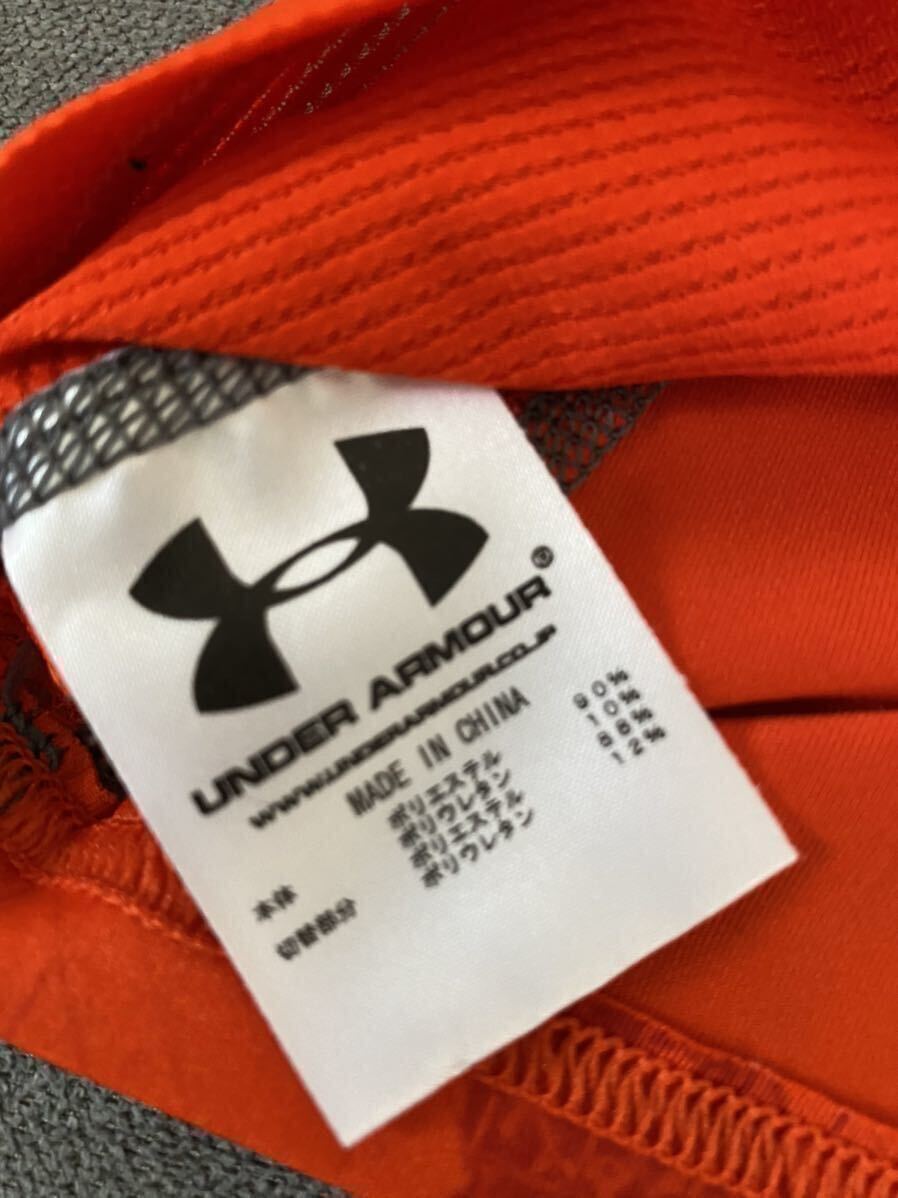 UNDER ARMOUR®
WWW.UNDERARMOUR.CO.JP
MADE IN CHINA
本体 ポリエステル 90%
ポリウレタン 10%
切替部分 ポリエステル 88%
ポリウレタン 12%